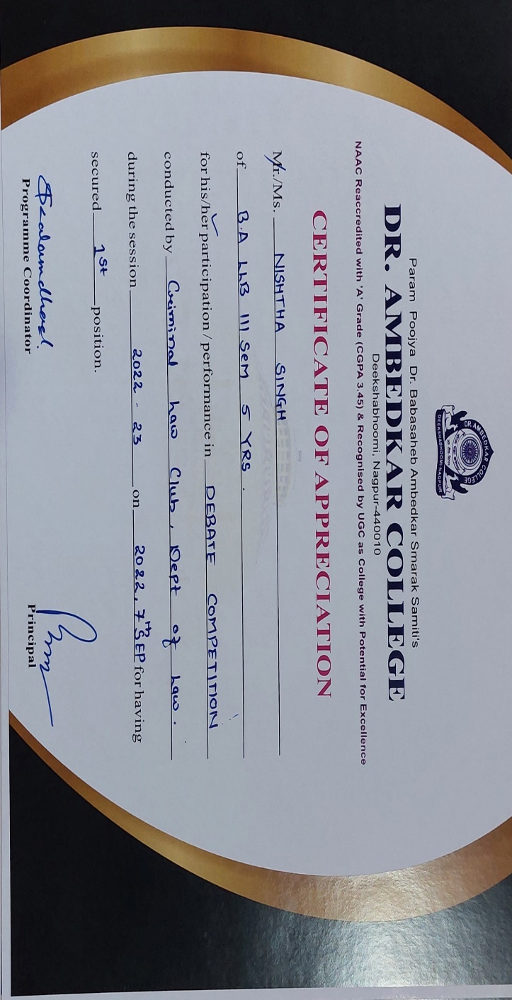 DR. AMBEDKAR COLLEGE
DEEKSHABHOOMI-NAGPUR
Param Poojya Dr. Babasaheb Ambedkar Smarak Samiti's
DR. AMBEDKAR COLLEGE
Deekshabhoomi, Nagpur-440010
NAAC Reaccredited with 'A' Grade (CGPA 3.45) & Recognised by UGC as College with Potential for Excellence
CERTIFICATE OF APPRECIATION
Mr./Ms. NISHTHA SINGH
of B.A LLB III SEM 5 YRS.
for his/her participation / performance in DEBATE COMPETITION
conducted by Criminal Law Club, Dept of Law.
during the session 2022 - 23 on 2022, 7th SEP for having
secured 1st position.
Programme Coordinator Principal